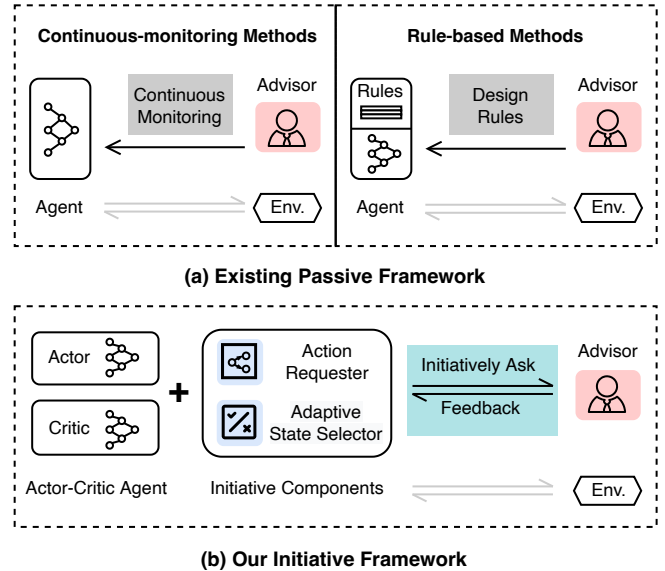 Continuous-monitoring Methods
Continuous
Monitoring
Advisor
Agent
Env.
Rule-based Methods
Rules
Design
Rules
Advisor
Agent
Env.
(a) Existing Passive Framework
Actor
Critic
Actor-Critic Agent
+
Action
Requester
Adaptive
State Selector
Initiative Components
Initiatively Ask
Feedback
Advisor
Env.
(b) Our Initiative Framework